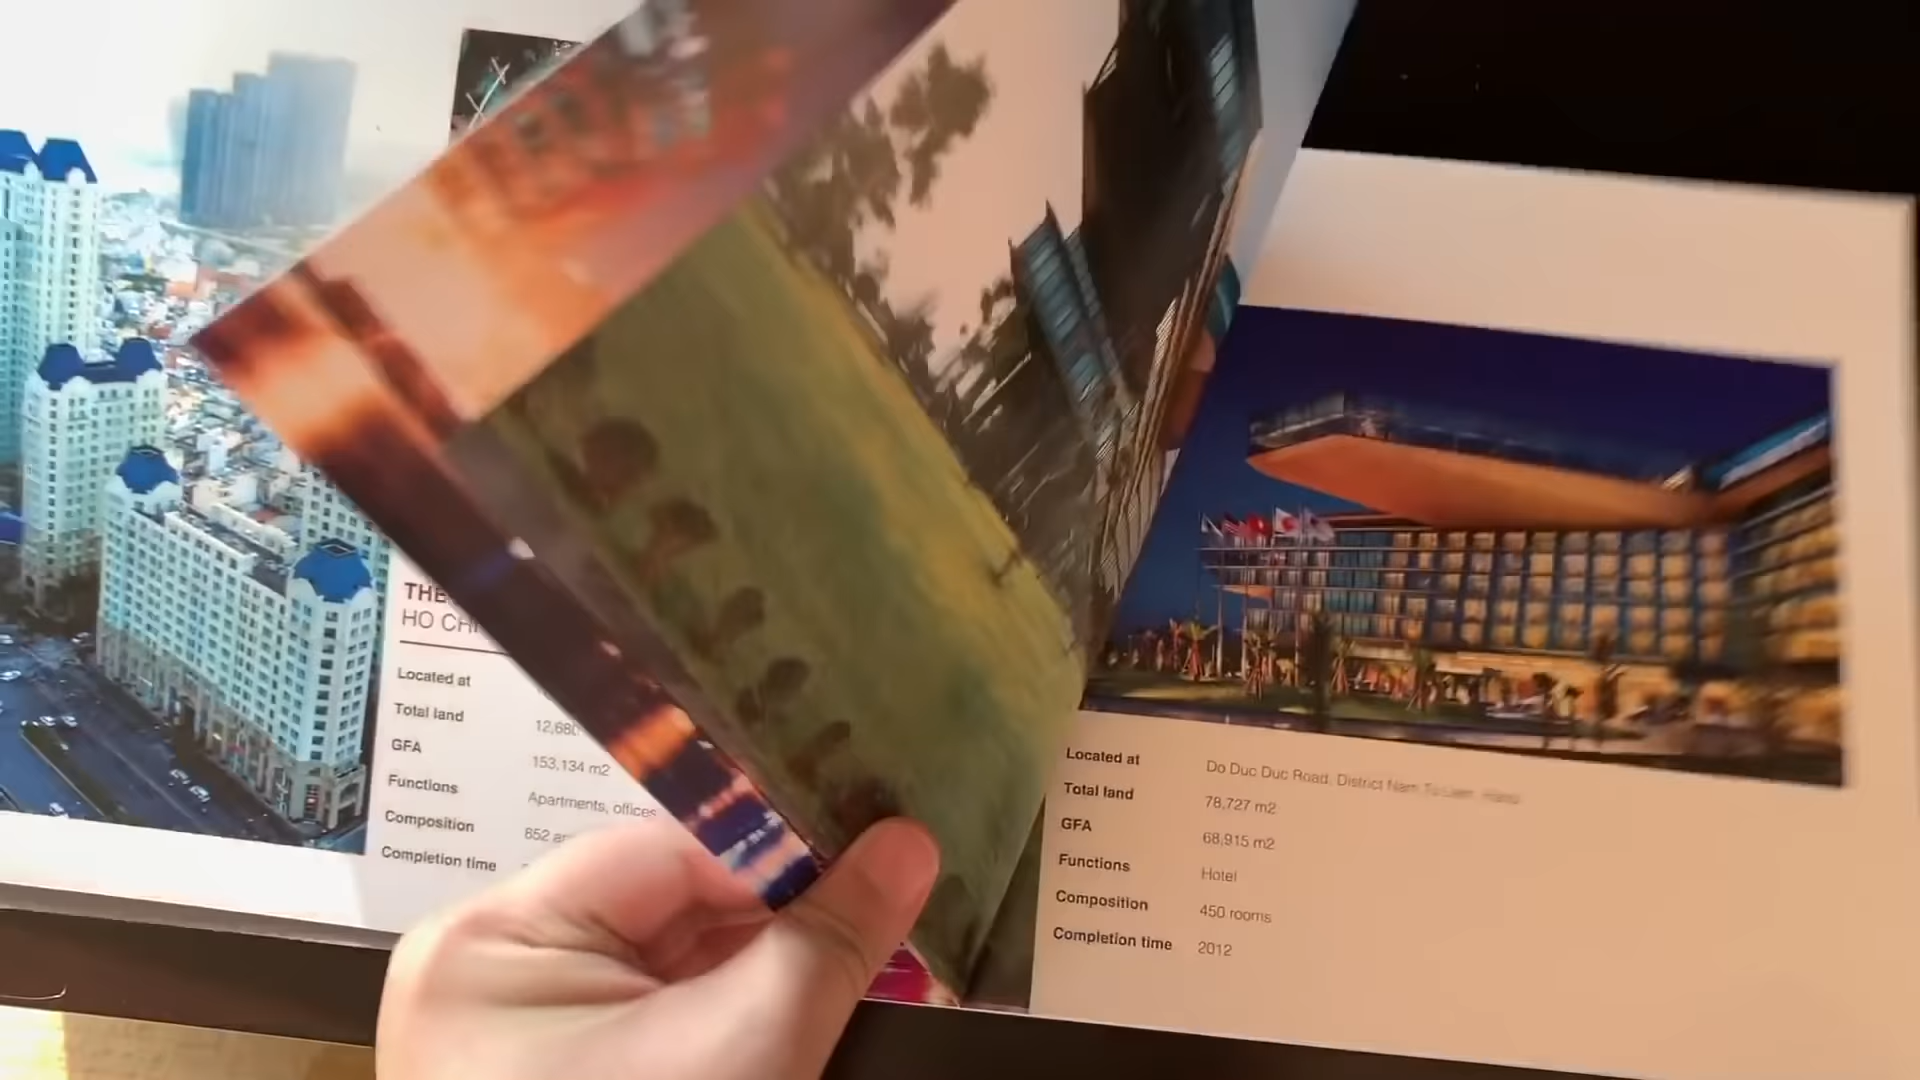 THE
HO CHI
Located at
Total land
12,680
GFA
153,134 m2
Functions
Apartments, offices
Composition
652
Completion time
Located at
Do Duc Duc Road, District Nam Tu Liem, Hanoi
Total land
78,727 m2
GFA
68,915 m2
Functions
Hotel
Composition
450 rooms
Completion time
2012